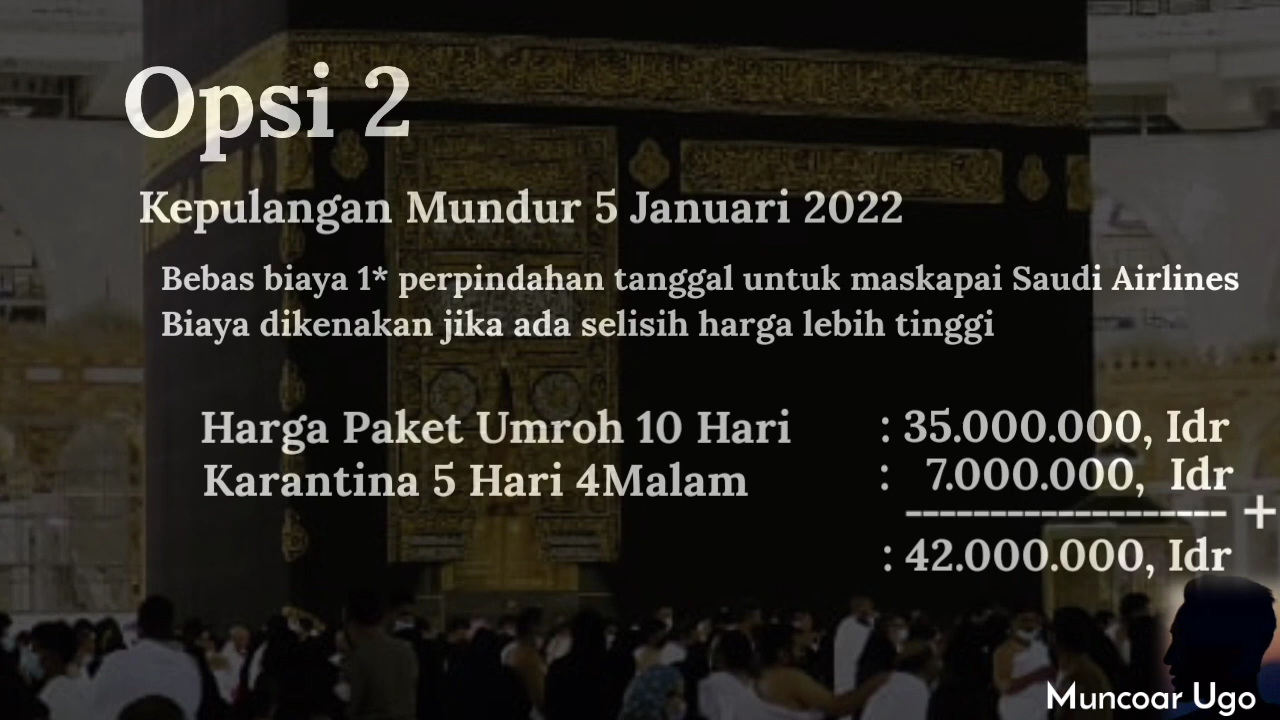 Opsi 2
Kepulangan Mundur 5 Januari 2022
Bebas biaya 1* perpindahan tanggal untuk maskapai Saudi Airlines
Biaya dikenakan jika ada selisih harga lebih tinggi
Harga Paket Umroh 10 Hari : 35.000.000, Idr
Karantina 5 Hari 4Malam : 7.000.000, Idr
------------------- +
: 42.000.000, Idr
Muncoar Ugo